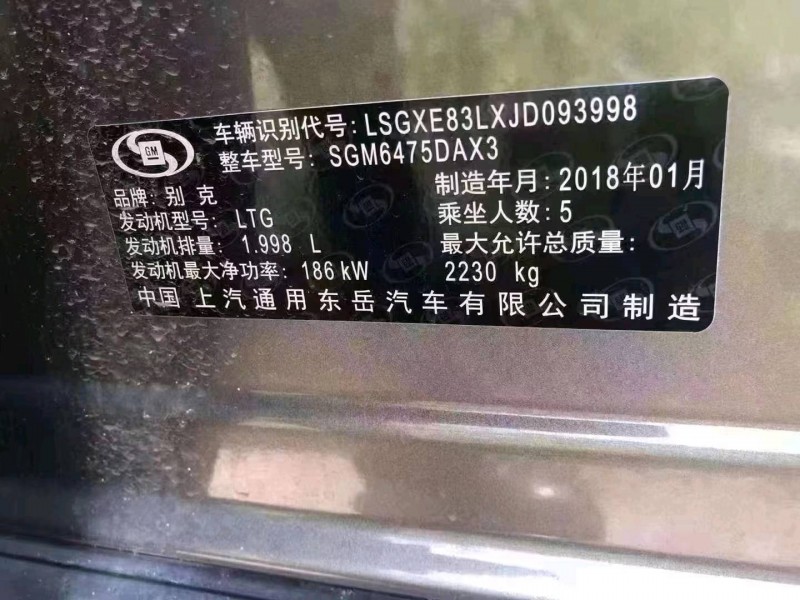 GM
车辆识别代号: LSGXE83LXJD093998
整车型号: SGM6475DAX3
品牌: 别克
制造年月: 2018年01月
发动机型号: LTG
乘坐人数: 5
发动机排量: 1.998 L
最大允许总质量:
发动机最大净功率: 186 kW
2230 kg
中国 上汽通用东岳汽车有限公司制造